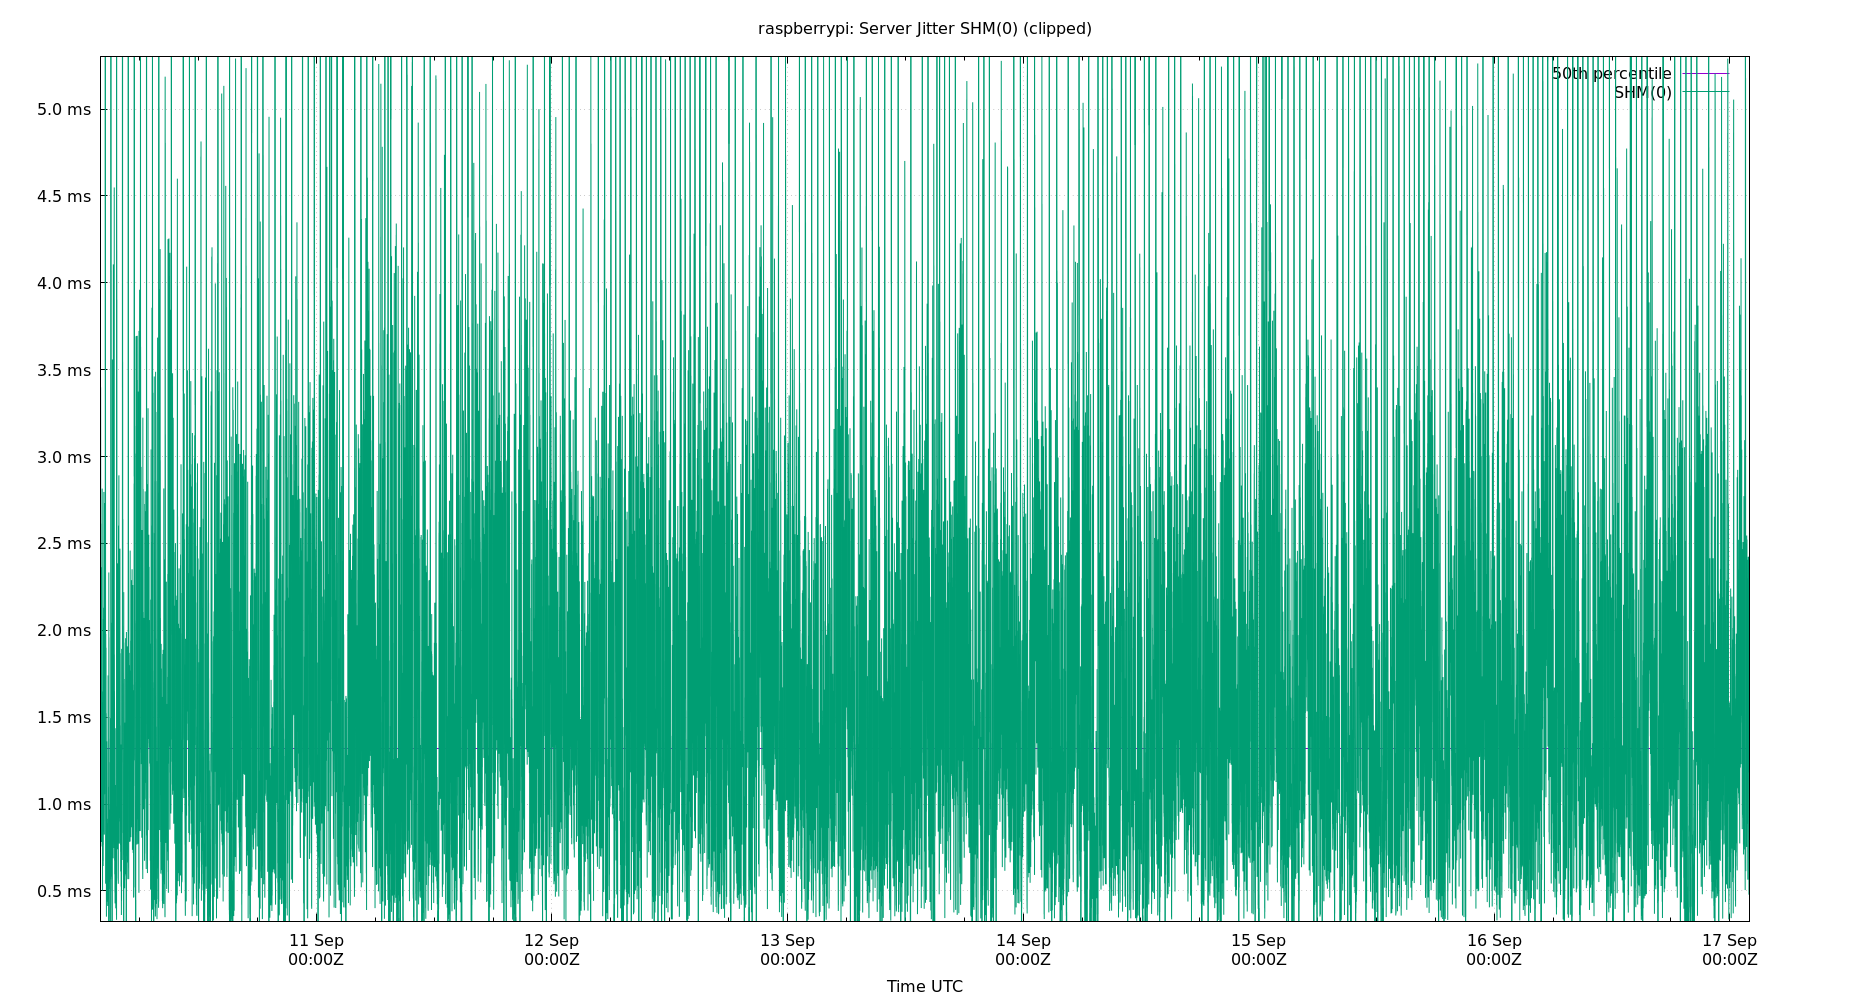 raspberrypi: Server Jitter SHM(0) (clipped)
50th percentile
SHM(0)
5.0 ms
4.5 ms
4.0 ms
3.5 ms
3.0 ms
2.5 ms
2.0 ms
1.5 ms
1.0 ms
0.5 ms
11 Sep 12 Sep 13 Sep 14 Sep 15 Sep 16 Sep 17 Sep
00:00Z 00:00Z 00:00Z 00:00Z 00:00Z 00:00Z 00:00Z
Time UTC